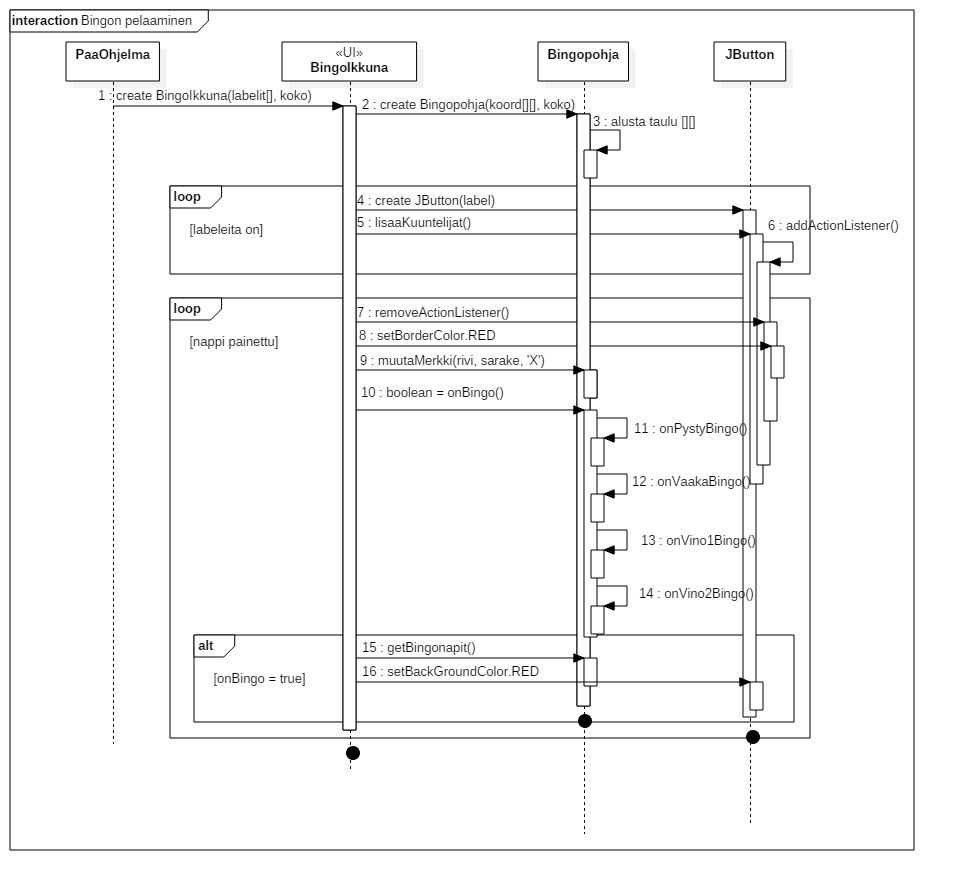 interaction Bingon pelaaminen
PaaOhjelma
«UI»
BingoIkkuna
Bingopohja
JButton
1 : create BingoIkkuna(labelit[], koko)
2 : create Bingopohja(koord[][], koko)
3 : alusta taulu [][]
loop
[labeleita on]
4 : create JButton(label)
5 : lisaaKuuntelijat()
6 : addActionListener()
loop
[nappi painettu]
7 : removeActionListener()
8 : setBorderColor.RED
9 : muutaMerkki(rivi, sarake, 'X')
10 : boolean = onBingo()
11 : onPystyBingo()
12 : onVaakaBingo()
13 : onVino1Bingo()
14 : onVino2Bingo()
alt
[onBingo = true]
15 : getBingonapit()
16 : setBackGroundColor.RED